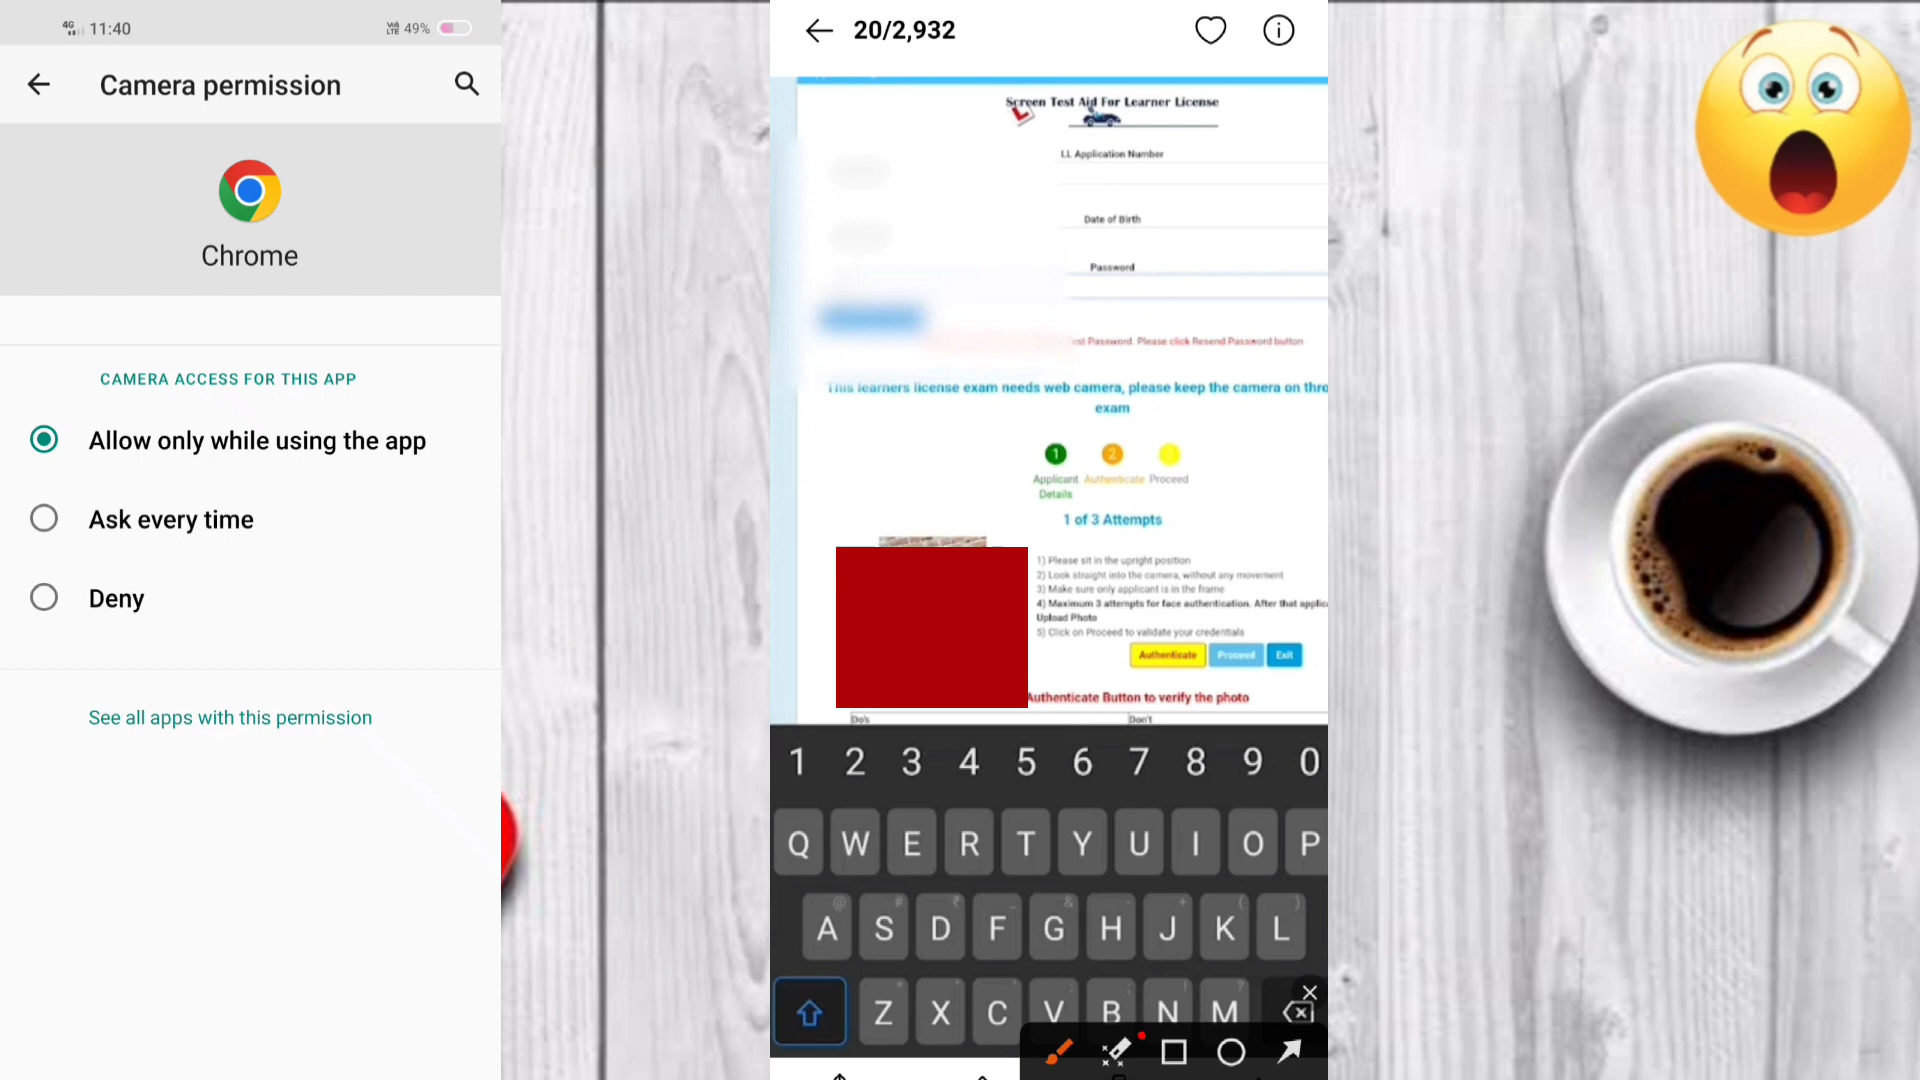 4G 11:40
VoB LTE 49%
Camera permission
Chrome
CAMERA ACCESS FOR THIS APP
Allow only while using the app
Ask every time
Deny
See all apps with this permission
20/2,932
Screen Test Aid For Learner License
LL Application Number
Date of Birth
Password
est Password. Please click Resend Password button
This learners license exam needs web camera, please keep the camera on thro
exam
1 2
Applicant Authenticate Proceed
Details
1 of 3 Attempts
1) Please sit in the upright position
2) Look straight into the camera, without any movement
3) Make sure only applicant is in the frame
4) Maximum 3 attempts for face authentication. After that applic
Upload Photo
5) Click on Proceed to validate your credentials
Authenticate Proceed Exit
Authenticate Button to verify the photo
Do's Don't
1 2 3 4 5 6 7 8 9 0
Q W E R T Y U I O P
A S D F G H J K L
Z X C V B N M